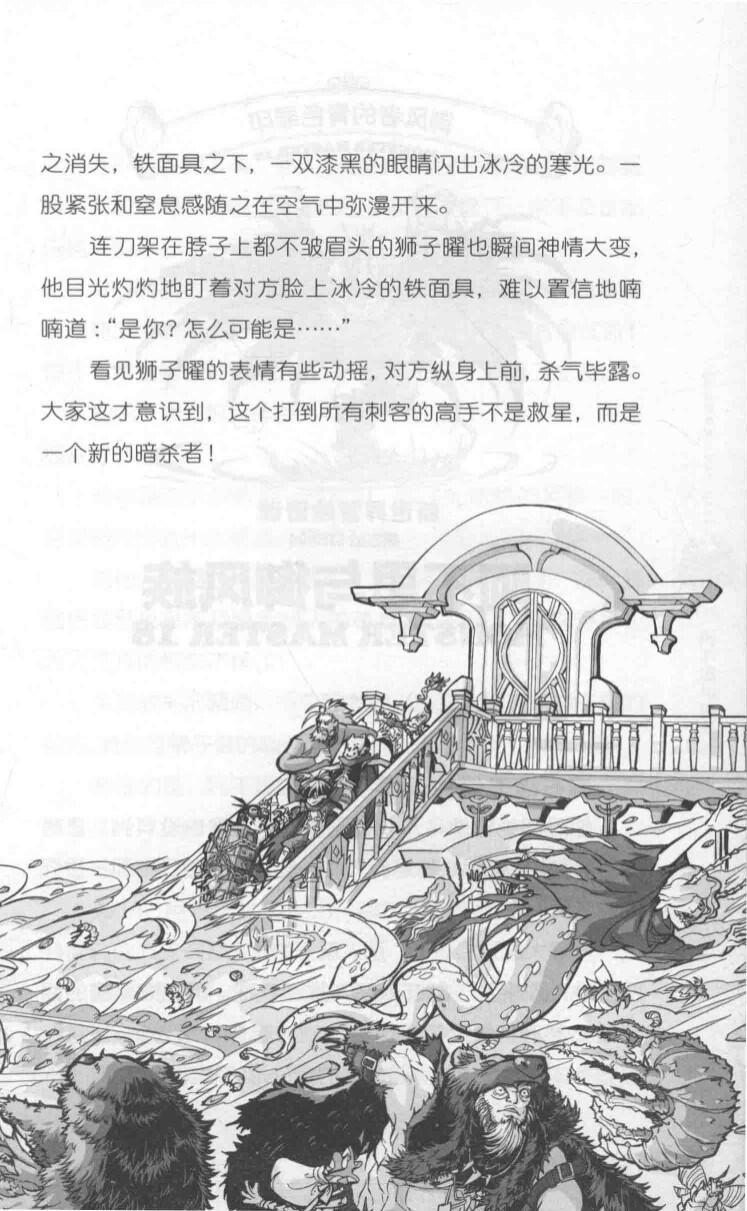 之消失，铁面具之下，一双漆黑的眼睛闪出冰冷的寒光。一
股紧张和窒息感随之在空气中弥漫开来。
连刀架在脖子上都不皱眉头的狮子曜也瞬间神情大变，
他目光灼灼地盯着对方脸上冰冷的铁面具，难以置信地喃
喃道：“是你？怎么可能是……”
看见狮子曜的表情有些动摇，对方纵身上前，杀气毕露。
大家这才意识到，这个打倒所有刺客的高手不是救星，而是
一个新的暗杀者！